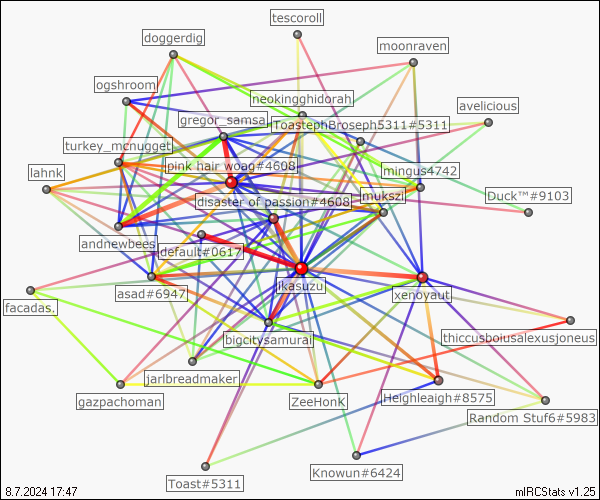 tescoroll
doggerdig
moonraven
ogshroom
neokingghidorah
avelicious
gregor_samsa
ToastephBroseph5311#5311
turkey_mcnugget
pink hair woag#4608
mingus4742
lahnk
disaster of passion#4608
mukszi
Duck™#9103
andnewbees
default#0617
ikasuzu
asad#6947
xenoyaut
facadas.
bigcitysamurai
thiccusboiusalexusjoneus
jarlbreadmaker
gazpachoman
ZeeHonK
Heighleaigh#8575
Random Stuf6#5983
Toast#5311
Knowun#6424
8.7.2024 17:47
mIRCStats v1.25